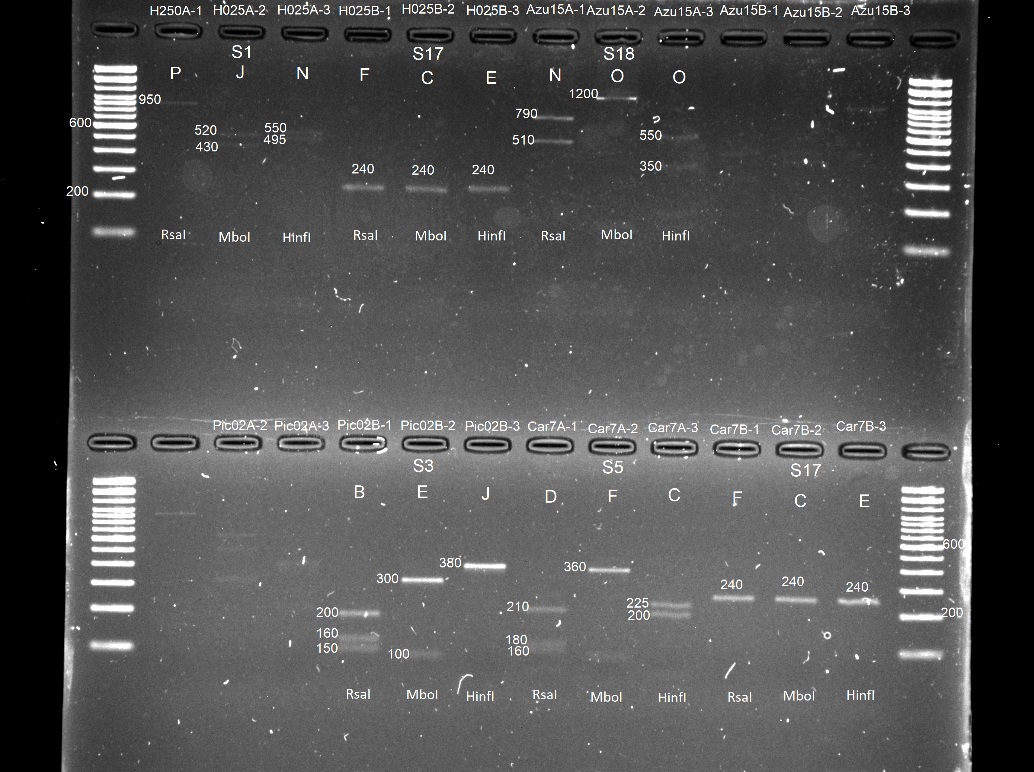 H250A-1 H025A-2 H025A-3 H025B-1 H025B-2 H025B-3 Azu15A-1 Azu15A-2 Azu15A-3 Azu15B-1 Azu15B-2 Azu15B-3
S1 S17 S18
P J N F C E N O O
950 1200
600 520 550 790 550
430 495 510
200 240 240 240 350
RsaI MboI HinfI RsaI MboI HinfI RsaI MboI HinfI
Pic02A-2 Pic02A-3 Pic02B-1 Pic02B-2 Pic02B-3 Car7A-1 Car7A-2 Car7A-3 Car7B-1 Car7B-2 Car7B-3
S3 S5 S17
B E J D F C F C E
600
300 380 360
200 210 225 240 240 240 200
160 180 200
150 100 160
RsaI MboI HinfI RsaI MboI HinfI RsaI MboI HinfI